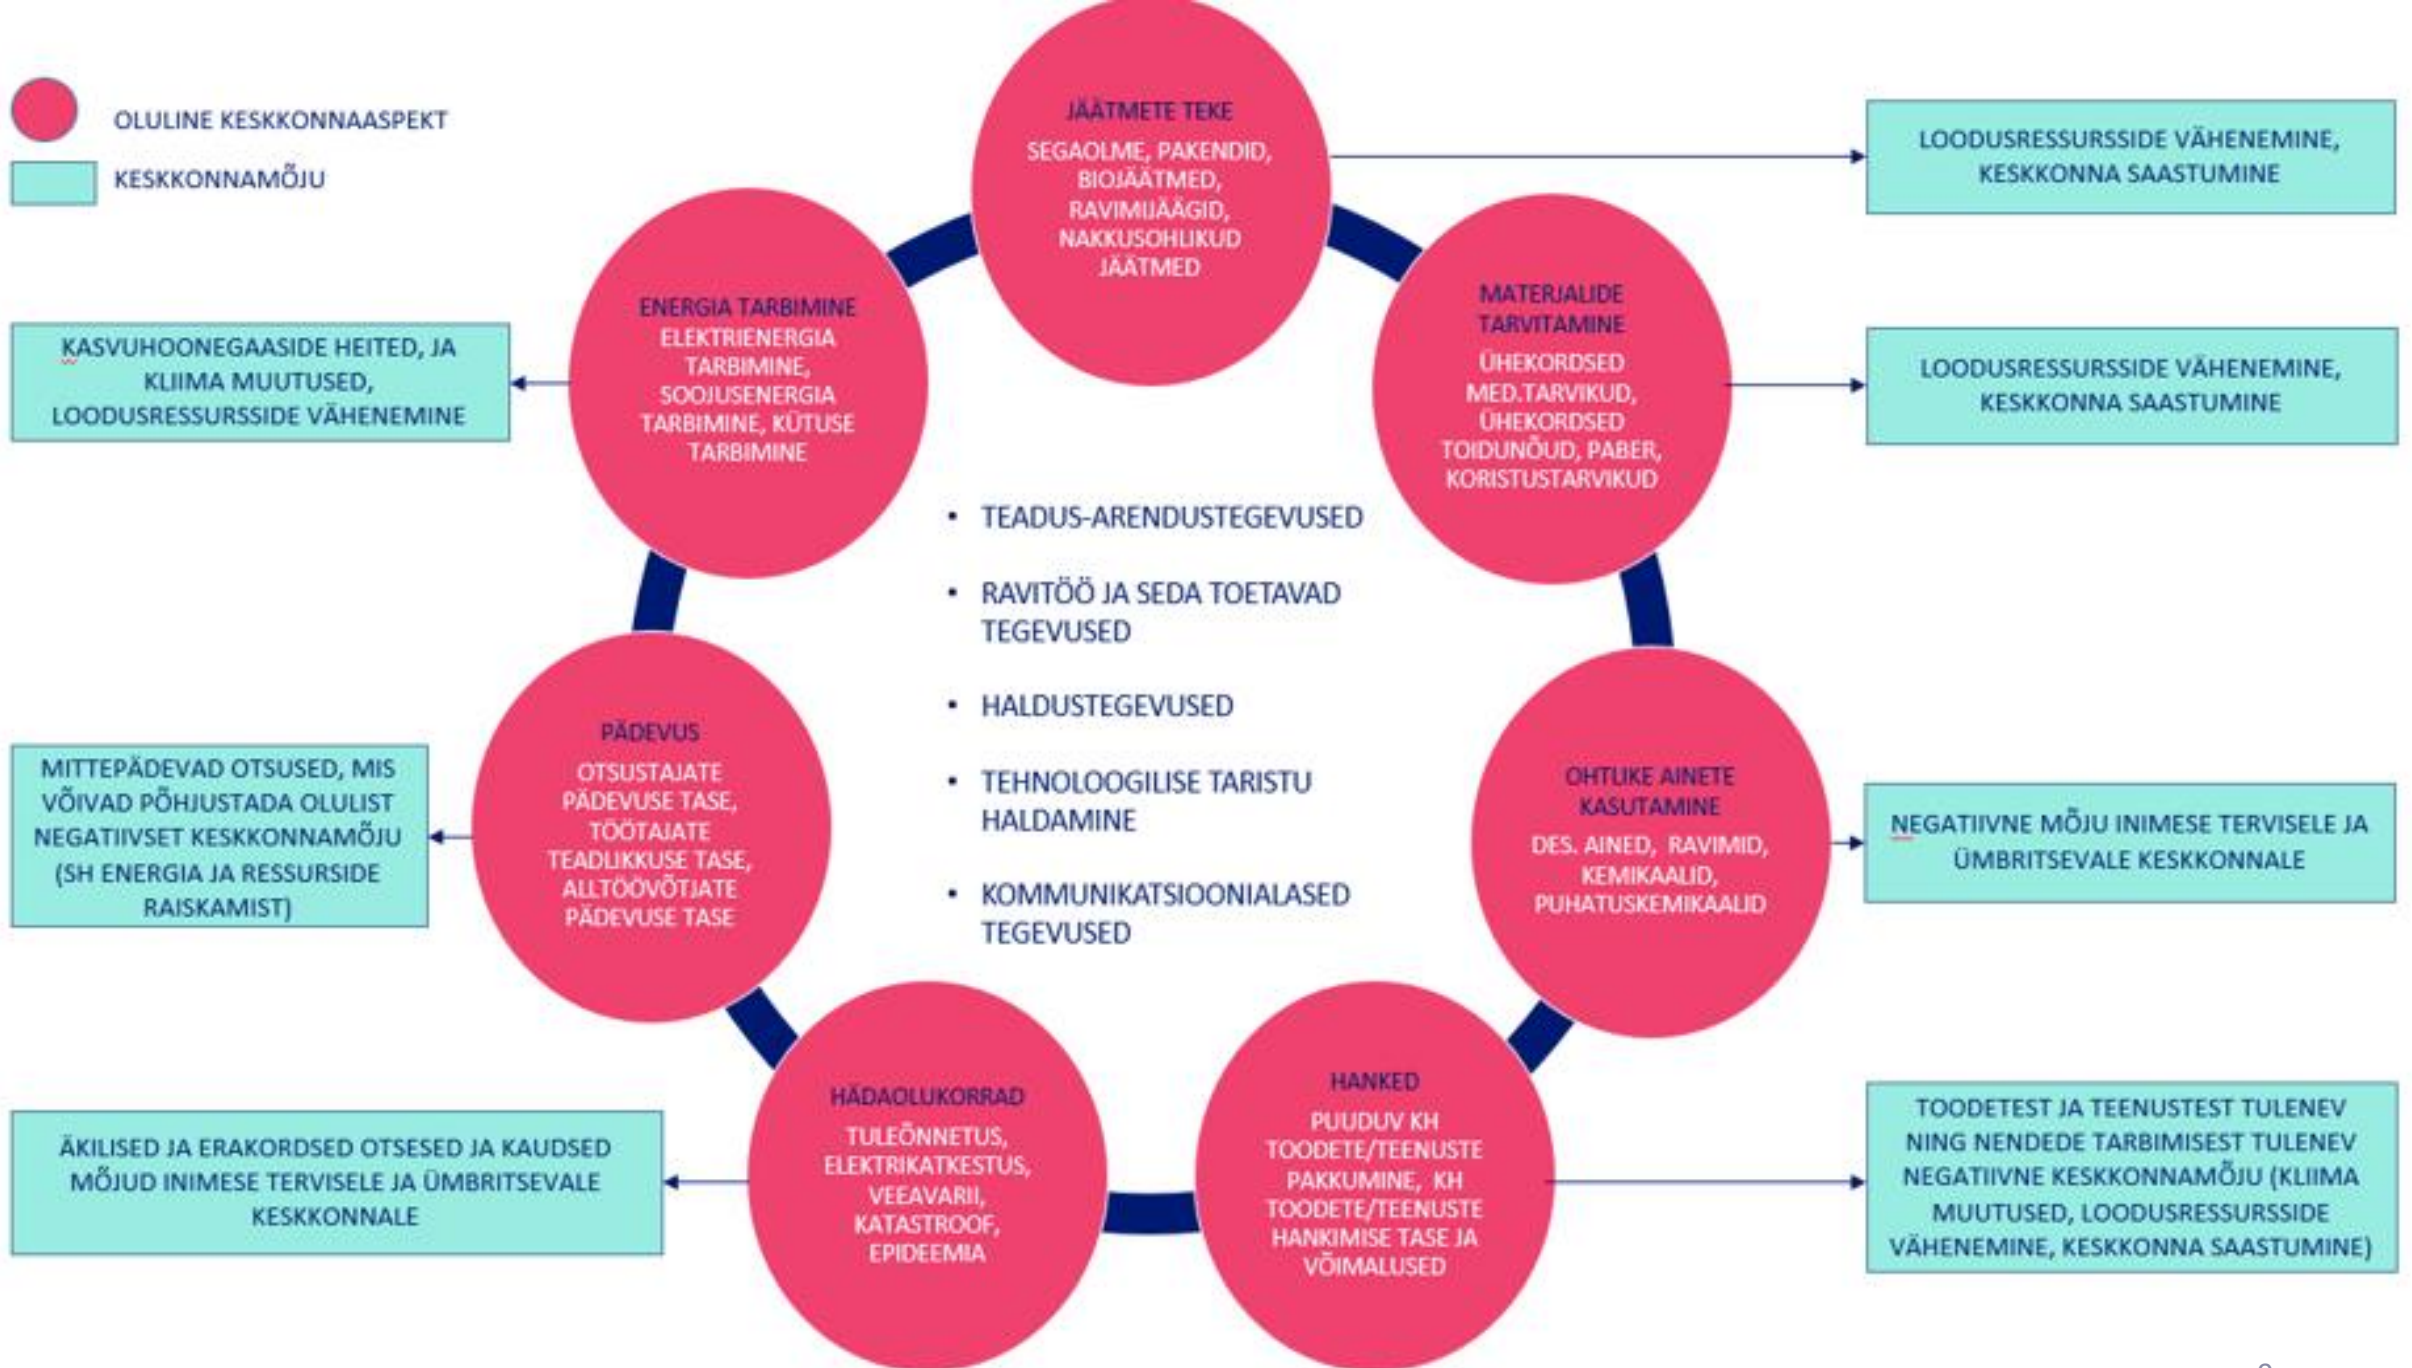 OLULINE KESKKONNAASPEKT
KESKKONNAMÕJU
JÄÄTMETE TEKE
SEGAOLME, PAKENDID,
BIOJÄÄTMED,
RAVIMIJÄÄGID,
NAKKUSOHLIKUD
JÄÄTMED
LOODUSRESSURSSIDE VÄHENEMINE,
KESKKONNA SAASTUMINE
MATERJALIDE
TARVITAMINE
ÜHEKORDSED
MED.TARVIKUD,
ÜHEKORDSED
TOIDUNÕUD, PABER,
KORISTUSTARVIKUD
LOODUSRESSURSSIDE VÄHENEMINE,
KESKKONNA SAASTUMINE
OHTUKE AINETE
KASUTAMINE
DES. AINED, RAVIMID,
KEMIKAALID,
PUHATUSKEMIKAALID
NEGATIIVNE MÕJU INIMESE TERVISELE JA
ÜMBRITSEVALE KESKKONNALE
HANKED
PUUDUV KH
TOODETE/TEENUSTE
PAKKUMINE, KH
TOODETE/TEENUSTE
HANKIMISE TASE JA
VÕIMALUSED
TOODETEST JA TEENUSTEST TULENEV
NING NENDEDE TARBIMISEST TULENEV
NEGATIIVNE KESKKONNAMÕJU (KLIIMA
MUUTUSED, LOODUSRESSURSSIDE
VÄHENEMINE, KESKKONNA SAASTUMINE)
HÄDAOLUKORRAD
TULEÕNNETUS,
ELEKTRIKATKESTUS,
VEEAVARII,
KATASTROOF,
EPIDEEMIA
ÄKILISED JA ERAKORDSED OTSESED JA KAUDSED
MÕJUD INIMESE TERVISELE JA ÜMBRITSEVALE
KESKKONNALE
PÄDEVUS
OTSUSTAJATE
PÄDEVUSE TASE,
TÖÖTAJATE
TEADLIKKUSE TASE,
ALLTÖÖVÕTJATE
PÄDEVUSE TASE
MITTEPÄDEVAD OTSUSED, MIS
VÕIVAD PÕHJUSTADA OLULIST
NEGATIIVSET KESKKONNAMÕJU
(SH ENERGIA JA RESSURSIDE
RAISKAMIST)
ENERGIA TARBIMINE
ELEKTRIENERGIA
TARBIMINE,
SOOJUSENERGIA
TARBIMINE, KÜTUSE
TARBIMINE
KASVUHOONEGAASIDE HEITED, JA
KLIIMA MUUTUSED,
LOODUSRESSURSSIDE VÄHENEMINE
• TEADUS-ARENDUSTEGEVUSED
• RAVITÖÖ JA SEDA TOETAVAD
TEGEVUSED
• HALDUSTEGEVUSED
• TEHNOLOOGILISE TARISTU
HALDAMINE
• KOMMUNIKATSIOONIALASED
TEGEVUSED